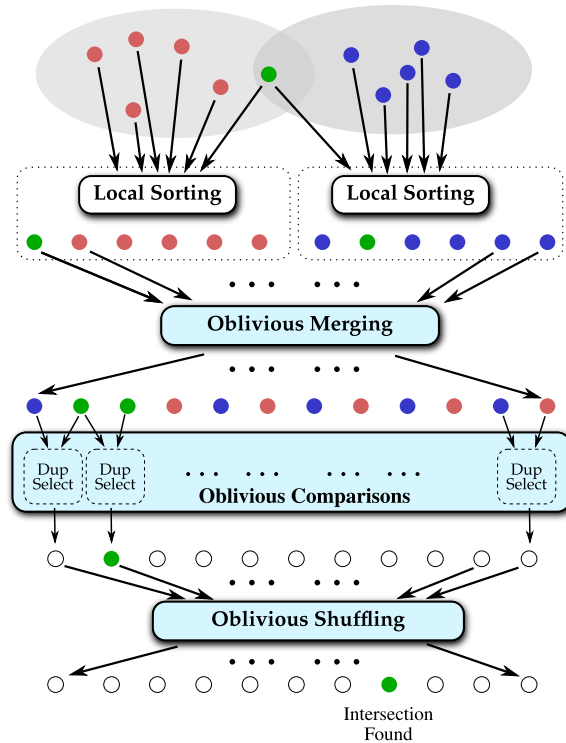 Local Sorting
Local Sorting
Oblivious Merging
Dup
Select
Dup
Select
Dup
Select
Oblivious Comparisons
Oblivious Shuffling
Intersection
Found